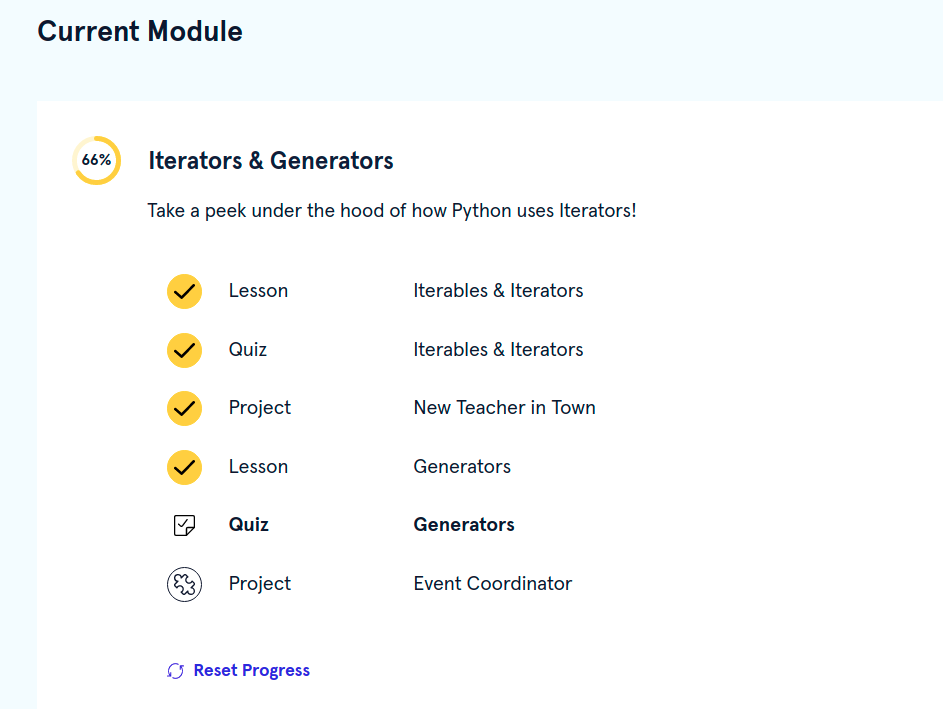 Current Module
66%
Iterators & Generators
Take a peek under the hood of how Python uses Iterators!
Lesson Iterables & Iterators
Quiz Iterables & Iterators
Project New Teacher in Town
Lesson Generators
Quiz Generators
Project Event Coordinator
Reset Progress